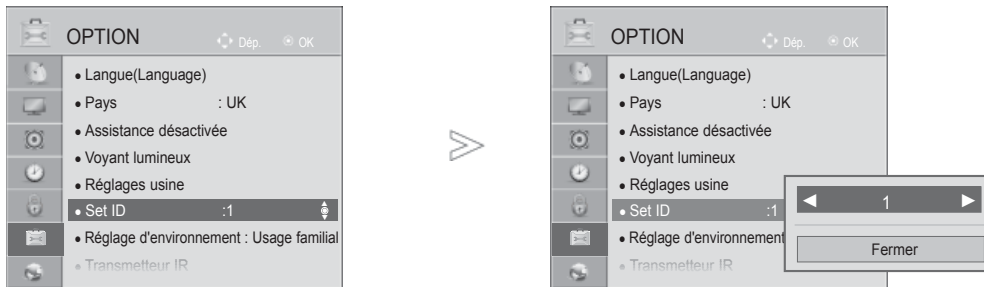 OPTION Dép. OK
• Langue(Language)
• Pays : UK
• Assistance désactivée
• Voyant lumineux
• Réglages usine
• Set ID :1
• Réglage d'environnement : Usage familial
• Transmetteur IR
OPTION Dép. OK
• Langue(Language)
• Pays : UK
• Assistance désactivée
• Voyant lumineux
• Réglages usine
• Set ID :1
• Réglage d'environnement
• Transmetteur IR
◄ 1 ►
Fermer